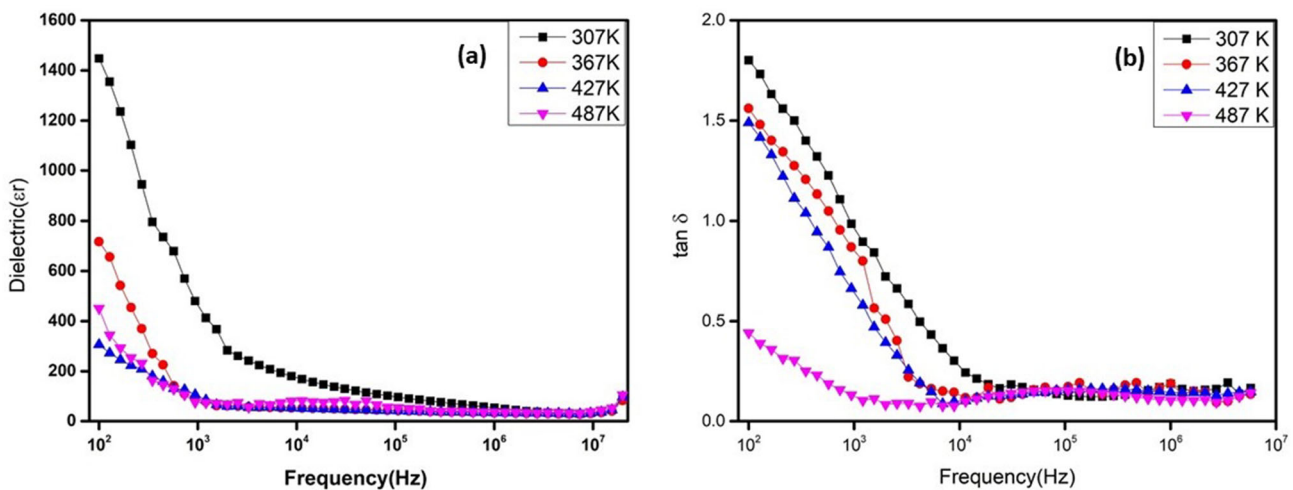 (a)
307K
367K
427K
487K
1600
1400
1200
1000
800
600
400
200
0
Dielectric(εr)
10² 10³ 10⁴ 10⁵ 10⁶ 10⁷
Frequency(Hz)
(b)
307 K
367 K
427 K
487 K
2.0
1.5
1.0
0.5
0.0
tan δ
10² 10³ 10⁴ 10⁵ 10⁶ 10⁷
Frequency(Hz)